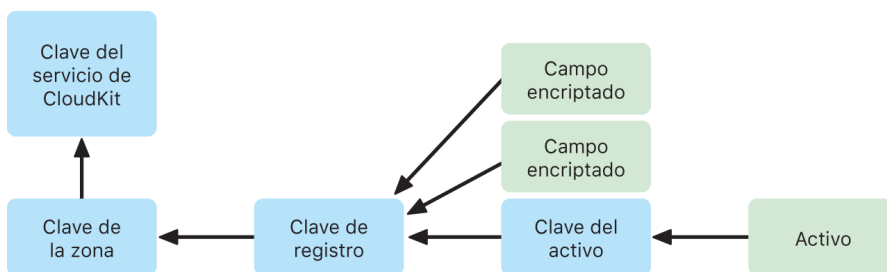 Clave del
servicio de
CloudKit
Campo
encriptado
Campo
encriptado
Clave de
la zona
Clave de
registro
Clave del
activo
Activo